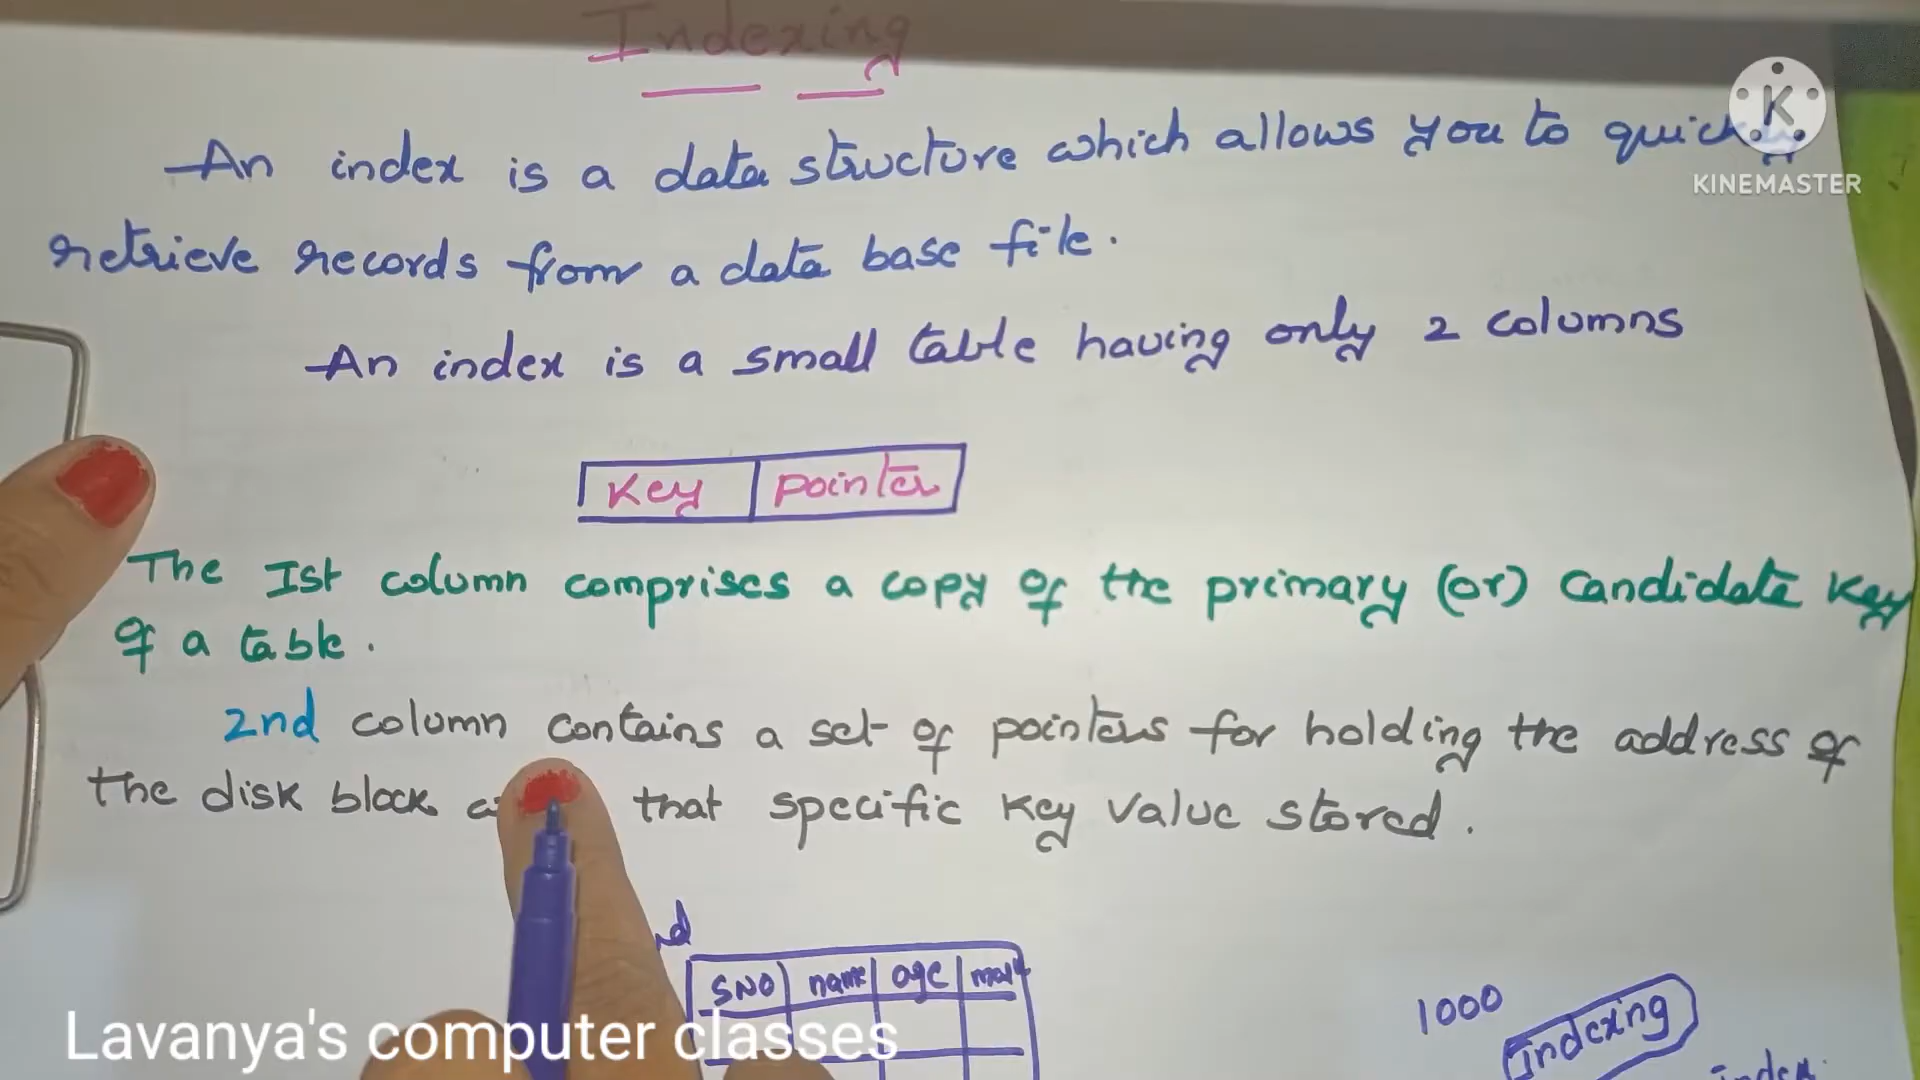 Indexing
An index is a data structure which allows you to quickly
KINEMASTER
retrieve records from a data base file.
An index is a small table having only 2 columns
Key pointer
The Ist column comprises a copy of the primary (or) candidate key
of a table.
2nd column contains a set of pointers for holding the address of
the disk block that specific key value stored.
SNO name age mark
1000
Indexing
index
Lavanya's computer classes